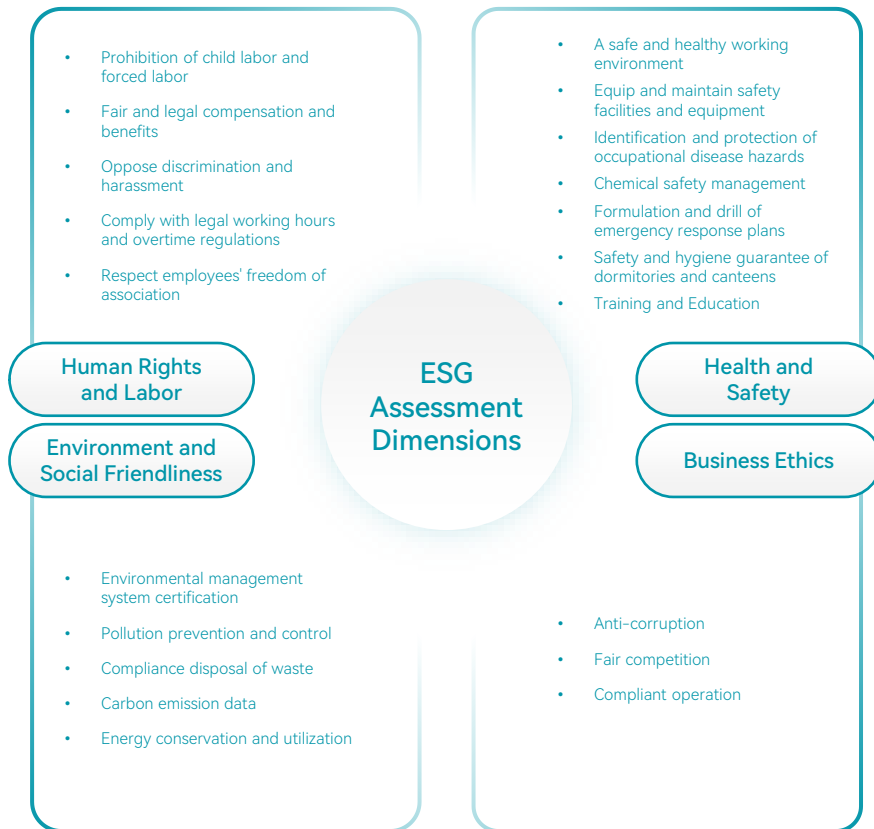 • Prohibition of child labor and
forced labor
• Fair and legal compensation and
benefits
• Oppose discrimination and
harassment
• Comply with legal working hours
and overtime regulations
• Respect employees' freedom of
association
Human Rights
and Labor
• A safe and healthy working
environment
• Equip and maintain safety
facilities and equipment
• Identification and protection of
occupational disease hazards
• Chemical safety management
• Formulation and drill of
emergency response plans
• Safety and hygiene guarantee of
dormitories and canteens
• Training and Education
Health and
Safety
ESG
Assessment
Dimensions
Environment and
Social Friendliness
• Environmental management
system certification
• Pollution prevention and control
• Compliance disposal of waste
• Carbon emission data
• Energy conservation and utilization
Business Ethics
• Anti-corruption
• Fair competition
• Compliant operation